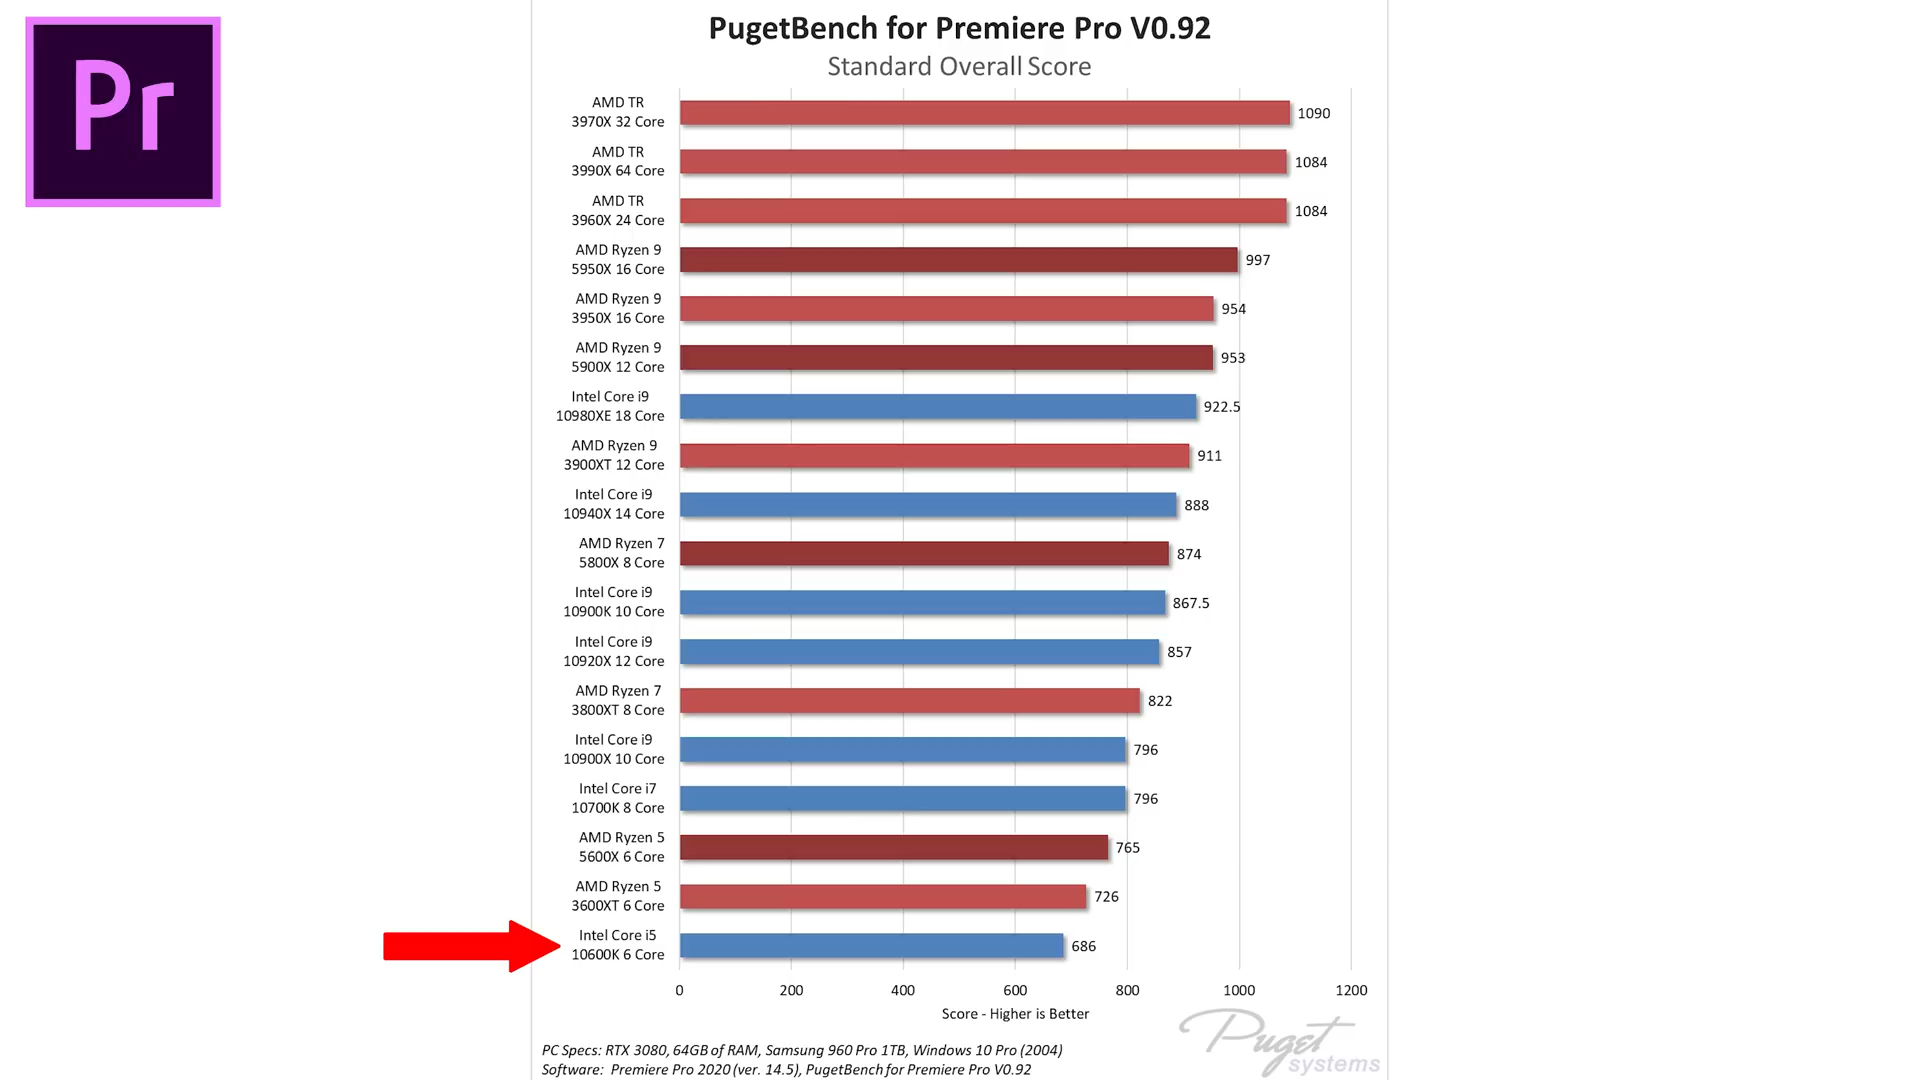 Pr
PugetBench for Premiere Pro V0.92
Standard Overall Score
AMD TR
3970X 32 Core
1090
AMD TR
3990X 64 Core
1084
AMD TR
3960X 24 Core
1084
AMD Ryzen 9
5950X 16 Core
997
AMD Ryzen 9
3950X 16 Core
954
AMD Ryzen 9
5900X 12 Core
953
Intel Core i9
10980XE 18 Core
922.5
AMD Ryzen 9
3900XT 12 Core
911
Intel Core i9
10940X 14 Core
888
AMD Ryzen 7
5800X 8 Core
874
Intel Core i9
10900K 10 Core
867.5
Intel Core i9
10920X 12 Core
857
AMD Ryzen 7
3800XT 8 Core
822
Intel Core i9
10900X 10 Core
796
Intel Core i7
10700K 8 Core
796
AMD Ryzen 5
5600X 6 Core
765
AMD Ryzen 5
3600XT 6 Core
726
Intel Core i5
10600K 6 Core
686
0 200 400 600 800 1000 1200
Score - Higher is Better
Puget
systems
PC Specs: RTX 3080, 64GB of RAM, Samsung 960 Pro 1TB, Windows 10 Pro (2004)
Software: Premiere Pro 2020 (ver. 14.5), PugetBench for Premiere Pro V0.92